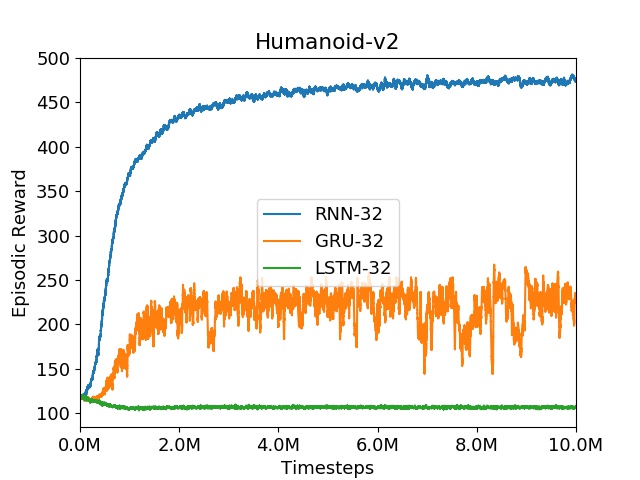 Humanoid-v2
Episodic Reward
500
450
400
350
300
250
200
150
100
RNN-32
GRU-32
LSTM-32
0.0M 2.0M 4.0M 6.0M 8.0M 10.0M
Timesteps